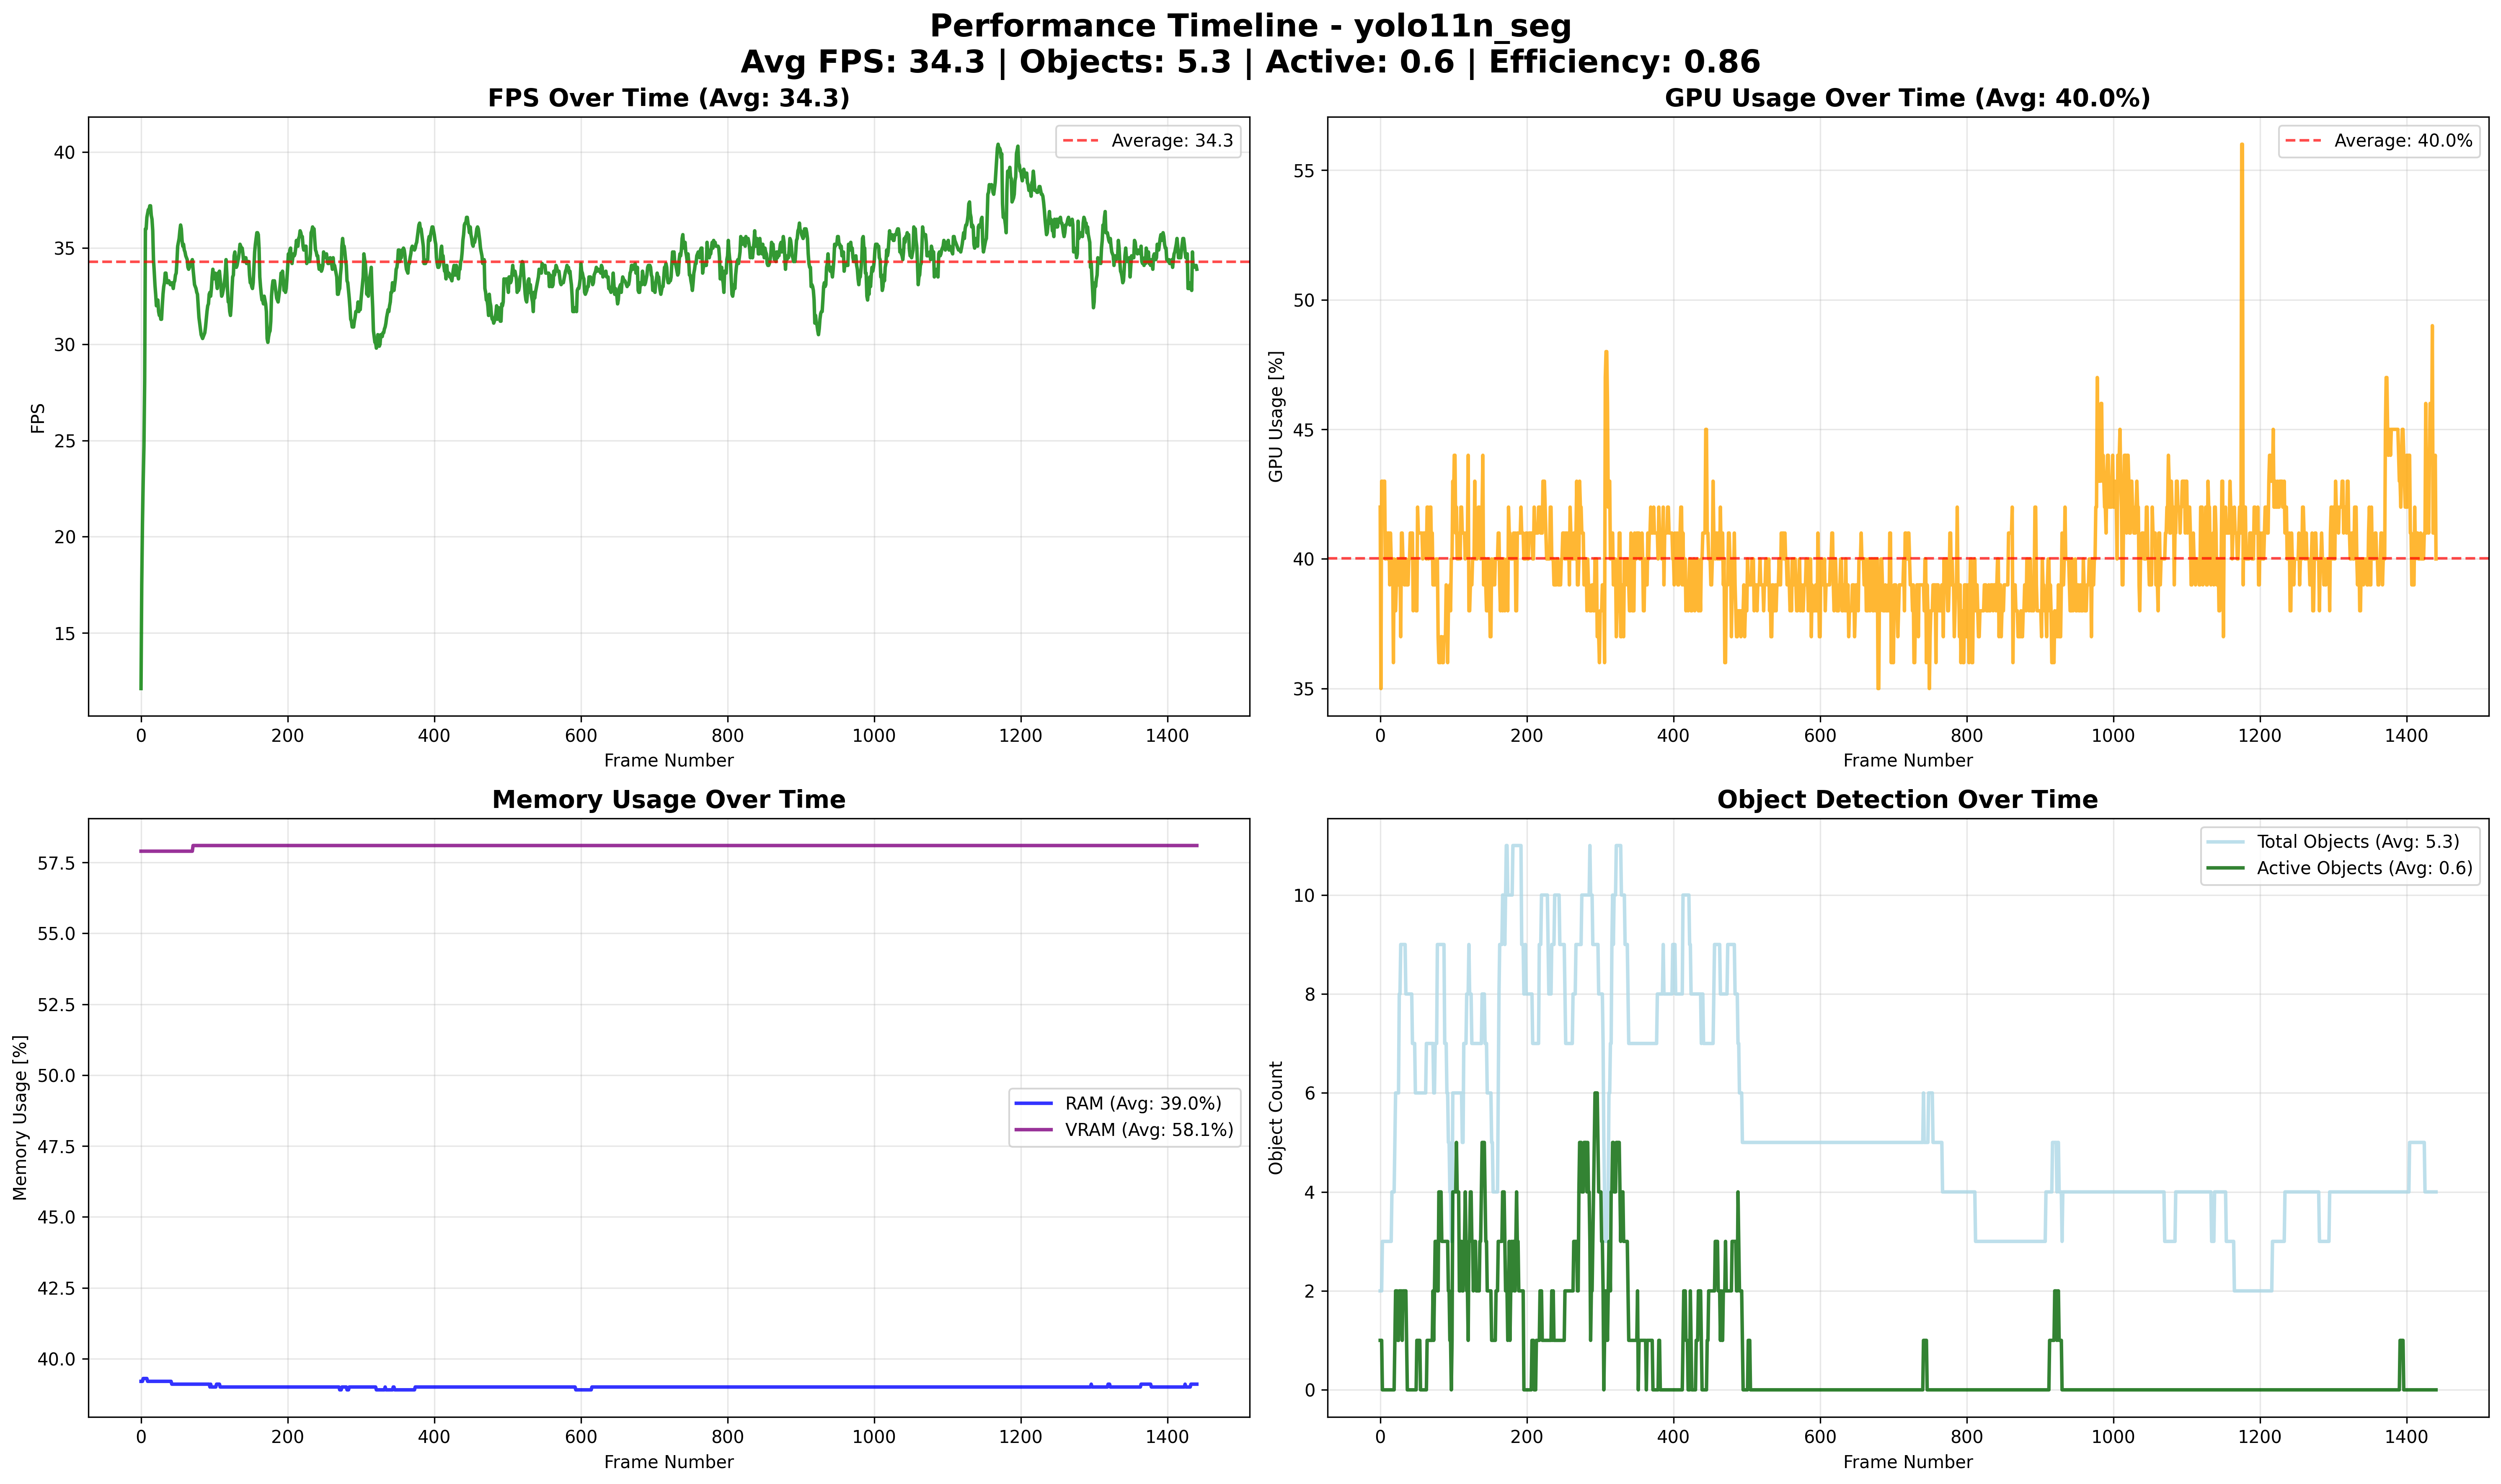 Performance Timeline - yolo11n_seg
Avg FPS: 34.3 | Objects: 5.3 | Active: 0.6 | Efficiency: 0.86
FPS Over Time (Avg: 34.3)
Average: 34.3
FPS
40
35
30
25
20
15
0 200 400 600 800 1000 1200 1400
Frame Number
GPU Usage Over Time (Avg: 40.0%)
Average: 40.0%
GPU Usage [%]
55
50
45
40
35
0 200 400 600 800 1000 1200 1400
Frame Number
Memory Usage Over Time
RAM (Avg: 39.0%)
VRAM (Avg: 58.1%)
Memory Usage [%]
57.5
55.0
52.5
50.0
47.5
45.0
42.5
40.0
0 200 400 600 800 1000 1200 1400
Frame Number
Object Detection Over Time
Total Objects (Avg: 5.3)
Active Objects (Avg: 0.6)
Object Count
10
8
6
4
2
0
0 200 400 600 800 1000 1200 1400
Frame Number